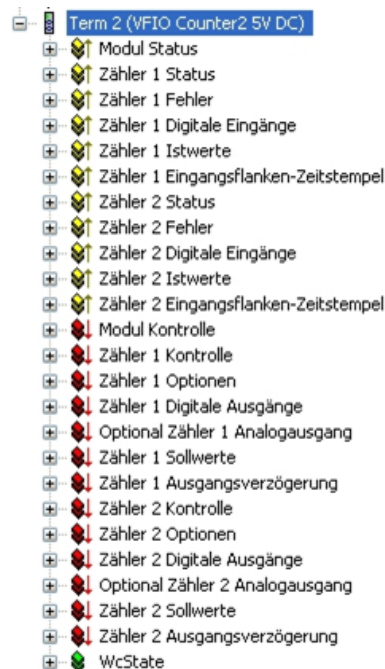 Term 2 (VFIO Counter2 5V DC)
Modul Status
Zähler 1 Status
Zähler 1 Fehler
Zähler 1 Digitale Eingänge
Zähler 1 Istwerte
Zähler 1 Eingangsflanken-Zeitstempel
Zähler 2 Status
Zähler 2 Fehler
Zähler 2 Digitale Eingänge
Zähler 2 Istwerte
Zähler 2 Eingangsflanken-Zeitstempel
Modul Kontrolle
Zähler 1 Kontrolle
Zähler 1 Optionen
Zähler 1 Digitale Ausgänge
Optional Zähler 1 Analogausgang
Zähler 1 Sollwerte
Zähler 1 Ausgangsverzögerung
Zähler 2 Kontrolle
Zähler 2 Optionen
Zähler 2 Digitale Ausgänge
Optional Zähler 2 Analogausgang
Zähler 2 Sollwerte
Zähler 2 Ausgangsverzögerung
WcState